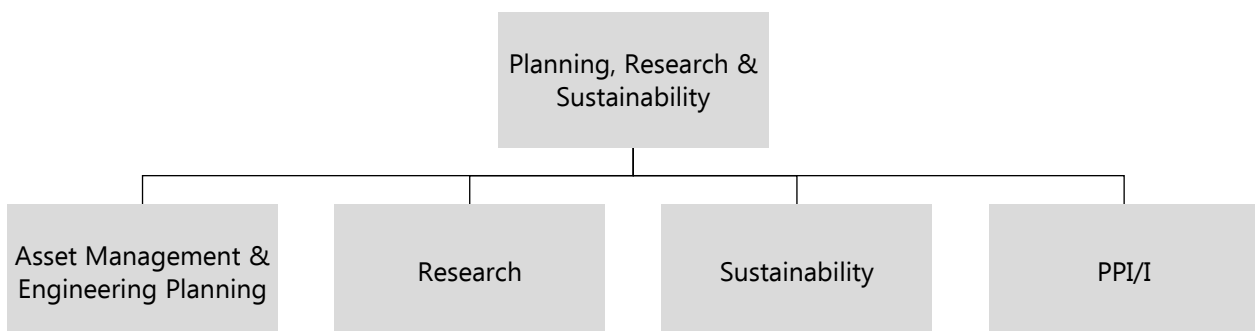 Planning, Research &
Sustainability
Asset Management &
Engineering Planning
Research
Sustainability
PPI/I